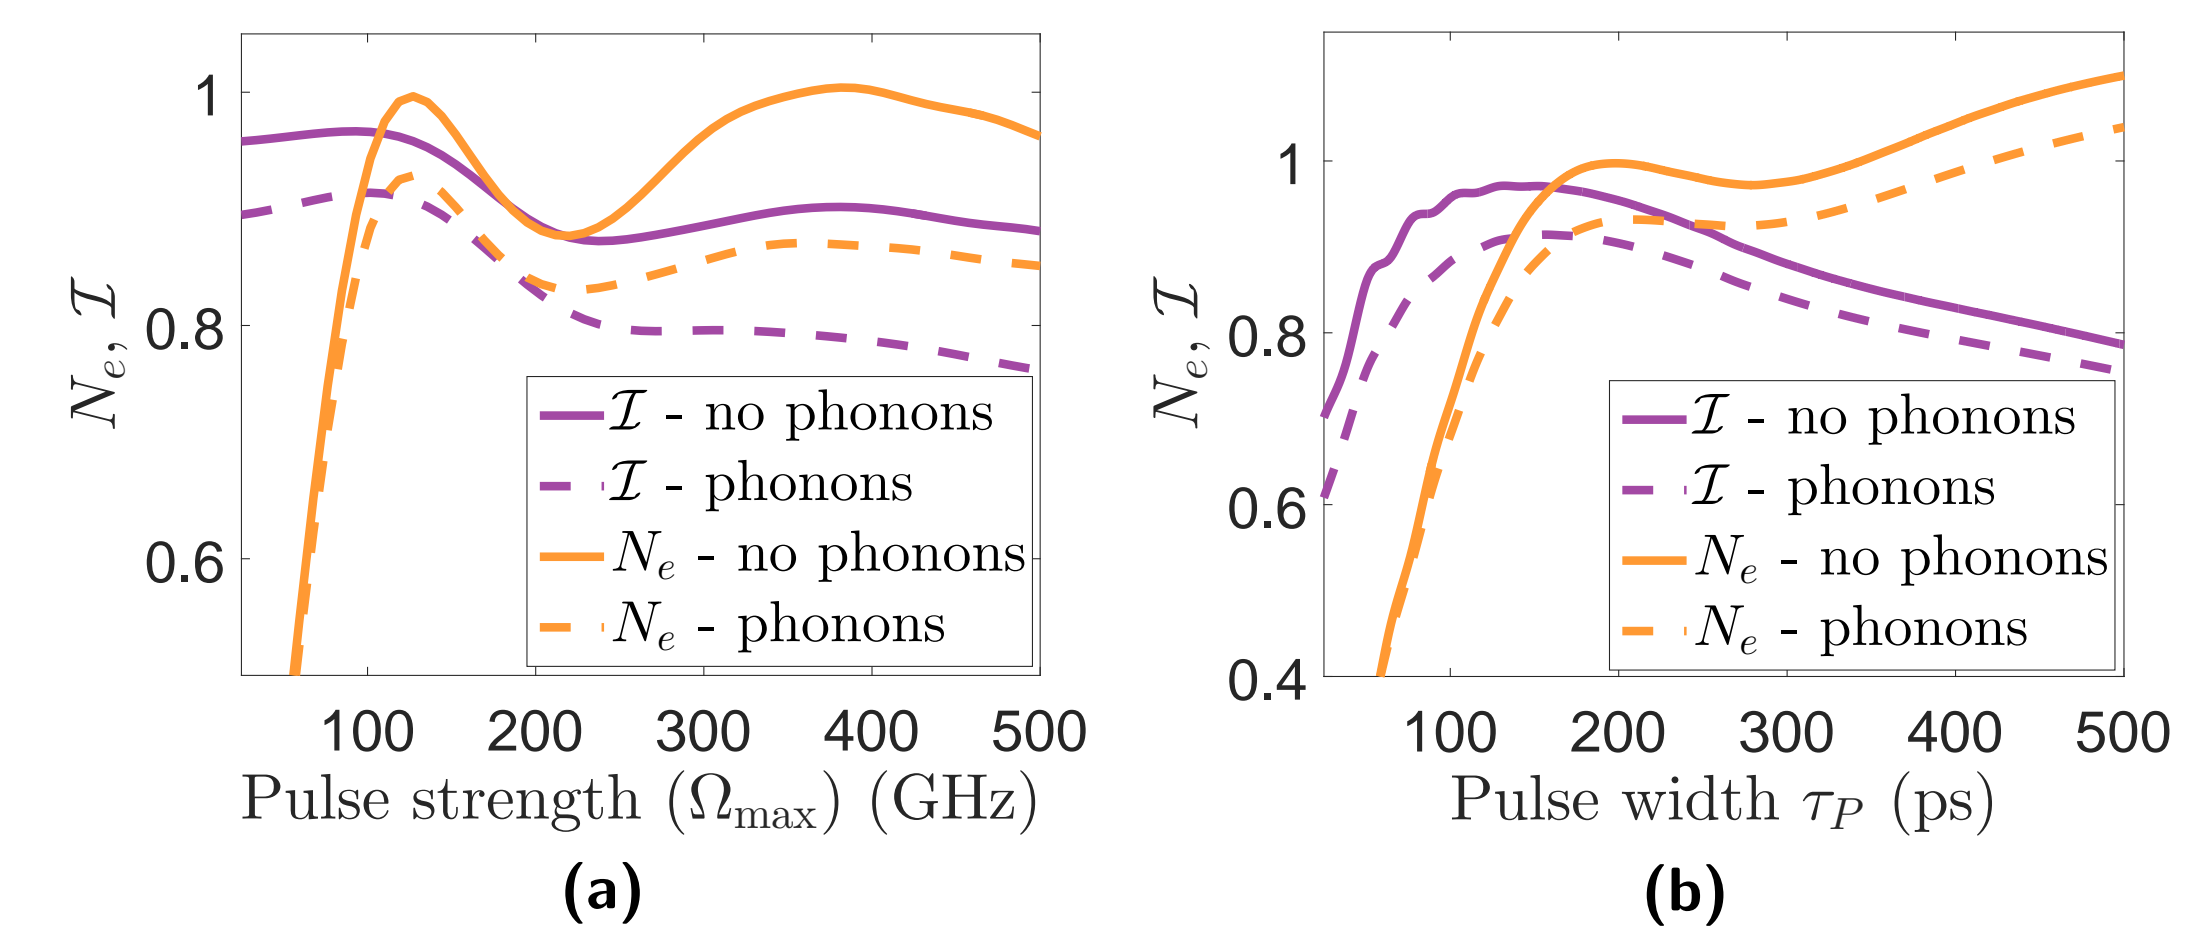 1
0.8
0.6
N_e, 𝓘
𝓘 - no phonons
𝓘 - phonons
N_e - no phonons
N_e - phonons
100 200 300 400 500
Pulse strength (Ω_max) (GHz)
(a)
1
0.8
0.6
0.4
N_e, 𝓘
𝓘 - no phonons
𝓘 - phonons
N_e - no phonons
N_e - phonons
100 200 300 400 500
Pulse width τ_P (ps)
(b)